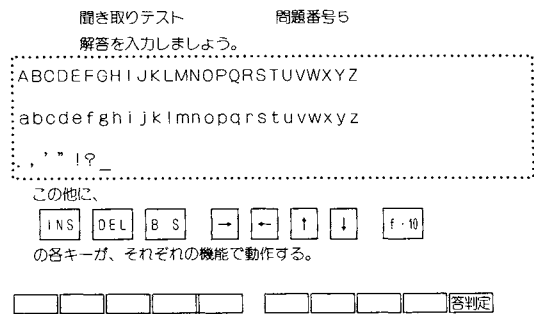 聞き取りテスト 問題番号５
解答を入力しましょう。
ABCDEFGHIJKLMNOPQRSTUVWXYZ
abcdefghijklmnopqrstuvwxyz
.,'"!?_
この他に、
INS DEL BS → ← ↑ ↓ f・10
の各キーが、それぞれの機能で動作する。
答判定